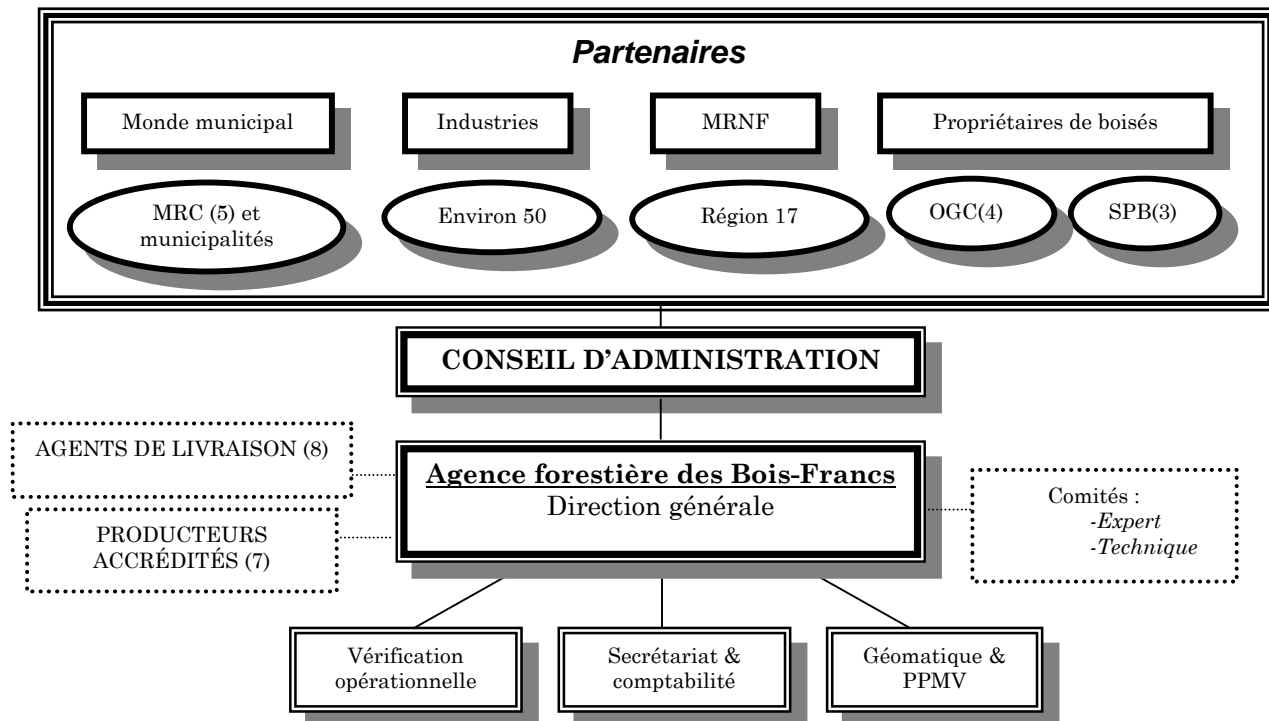 Partenaires
Monde municipal
Industries
MRNF
Propriétaires de boisés
MRC (5) et
municipalités
Environ 50
Région 17
OGC(4)
SPB(3)
CONSEIL D’ADMINISTRATION
AGENTS DE LIVRAISON (8)
PRODUCTEURS
ACCRÉDITÉS (7)
Agence forestière des Bois-Francs
Direction générale
Comités :
-Expert
-Technique
Vérification
opérationnelle
Secrétariat &
comptabilité
Géomatique &
PPMV